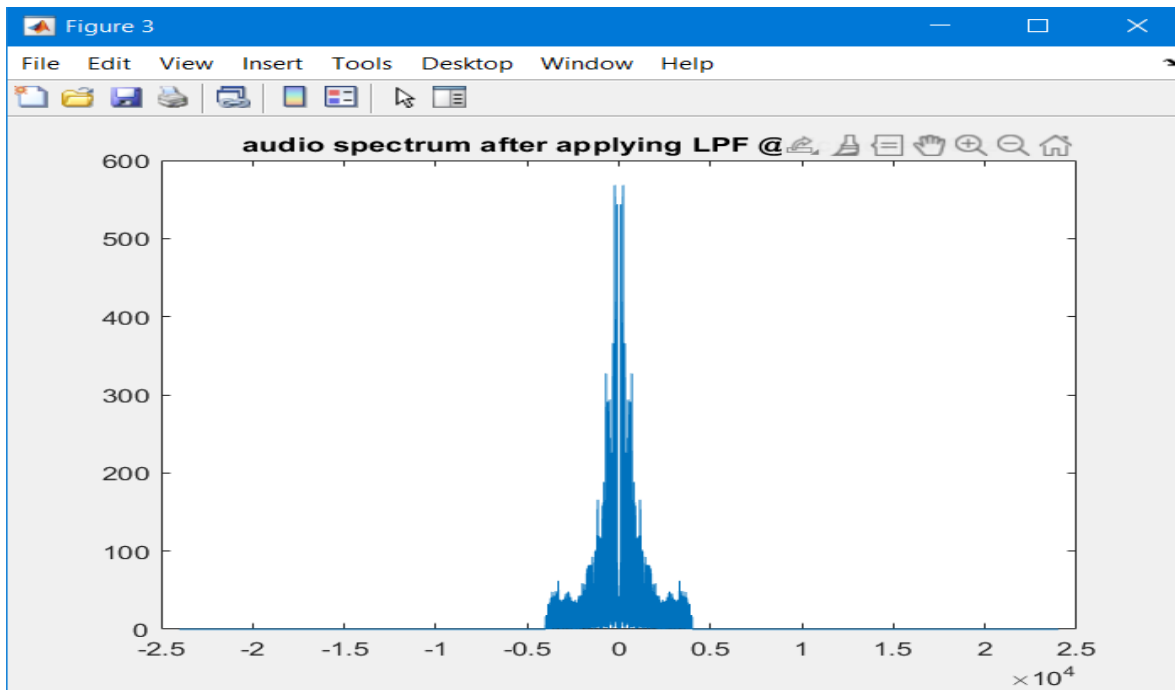 Figure 3
File Edit View Insert Tools Desktop Window Help
audio spectrum after applying LPF @
600
500
400
300
200
100
0
-2.5 -2 -1.5 -1 -0.5 0 0.5 1 1.5 2 2.5
×10⁴